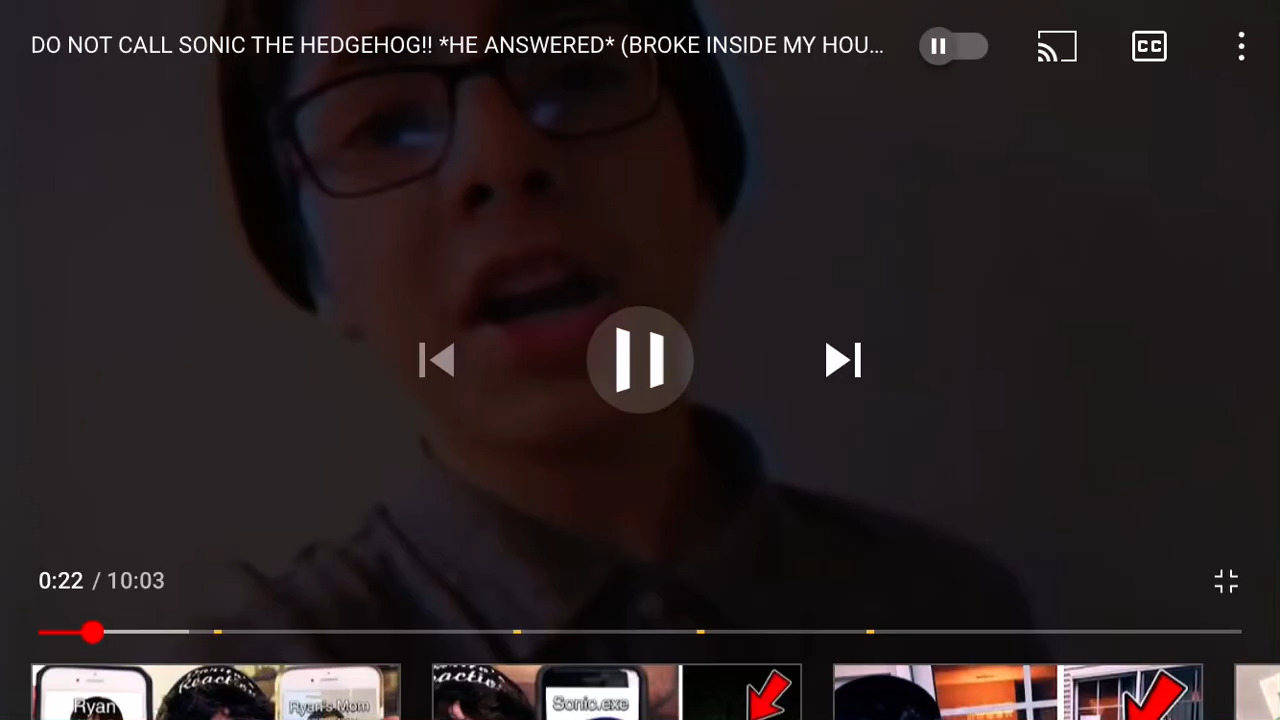 DO NOT CALL SONIC THE HEDGEHOG!! *HE ANSWERED* (BROKE INSIDE MY HOU...
CC
0:22 / 10:03
Reaction
Ryan
Ryan's Mom
Sonic.exe